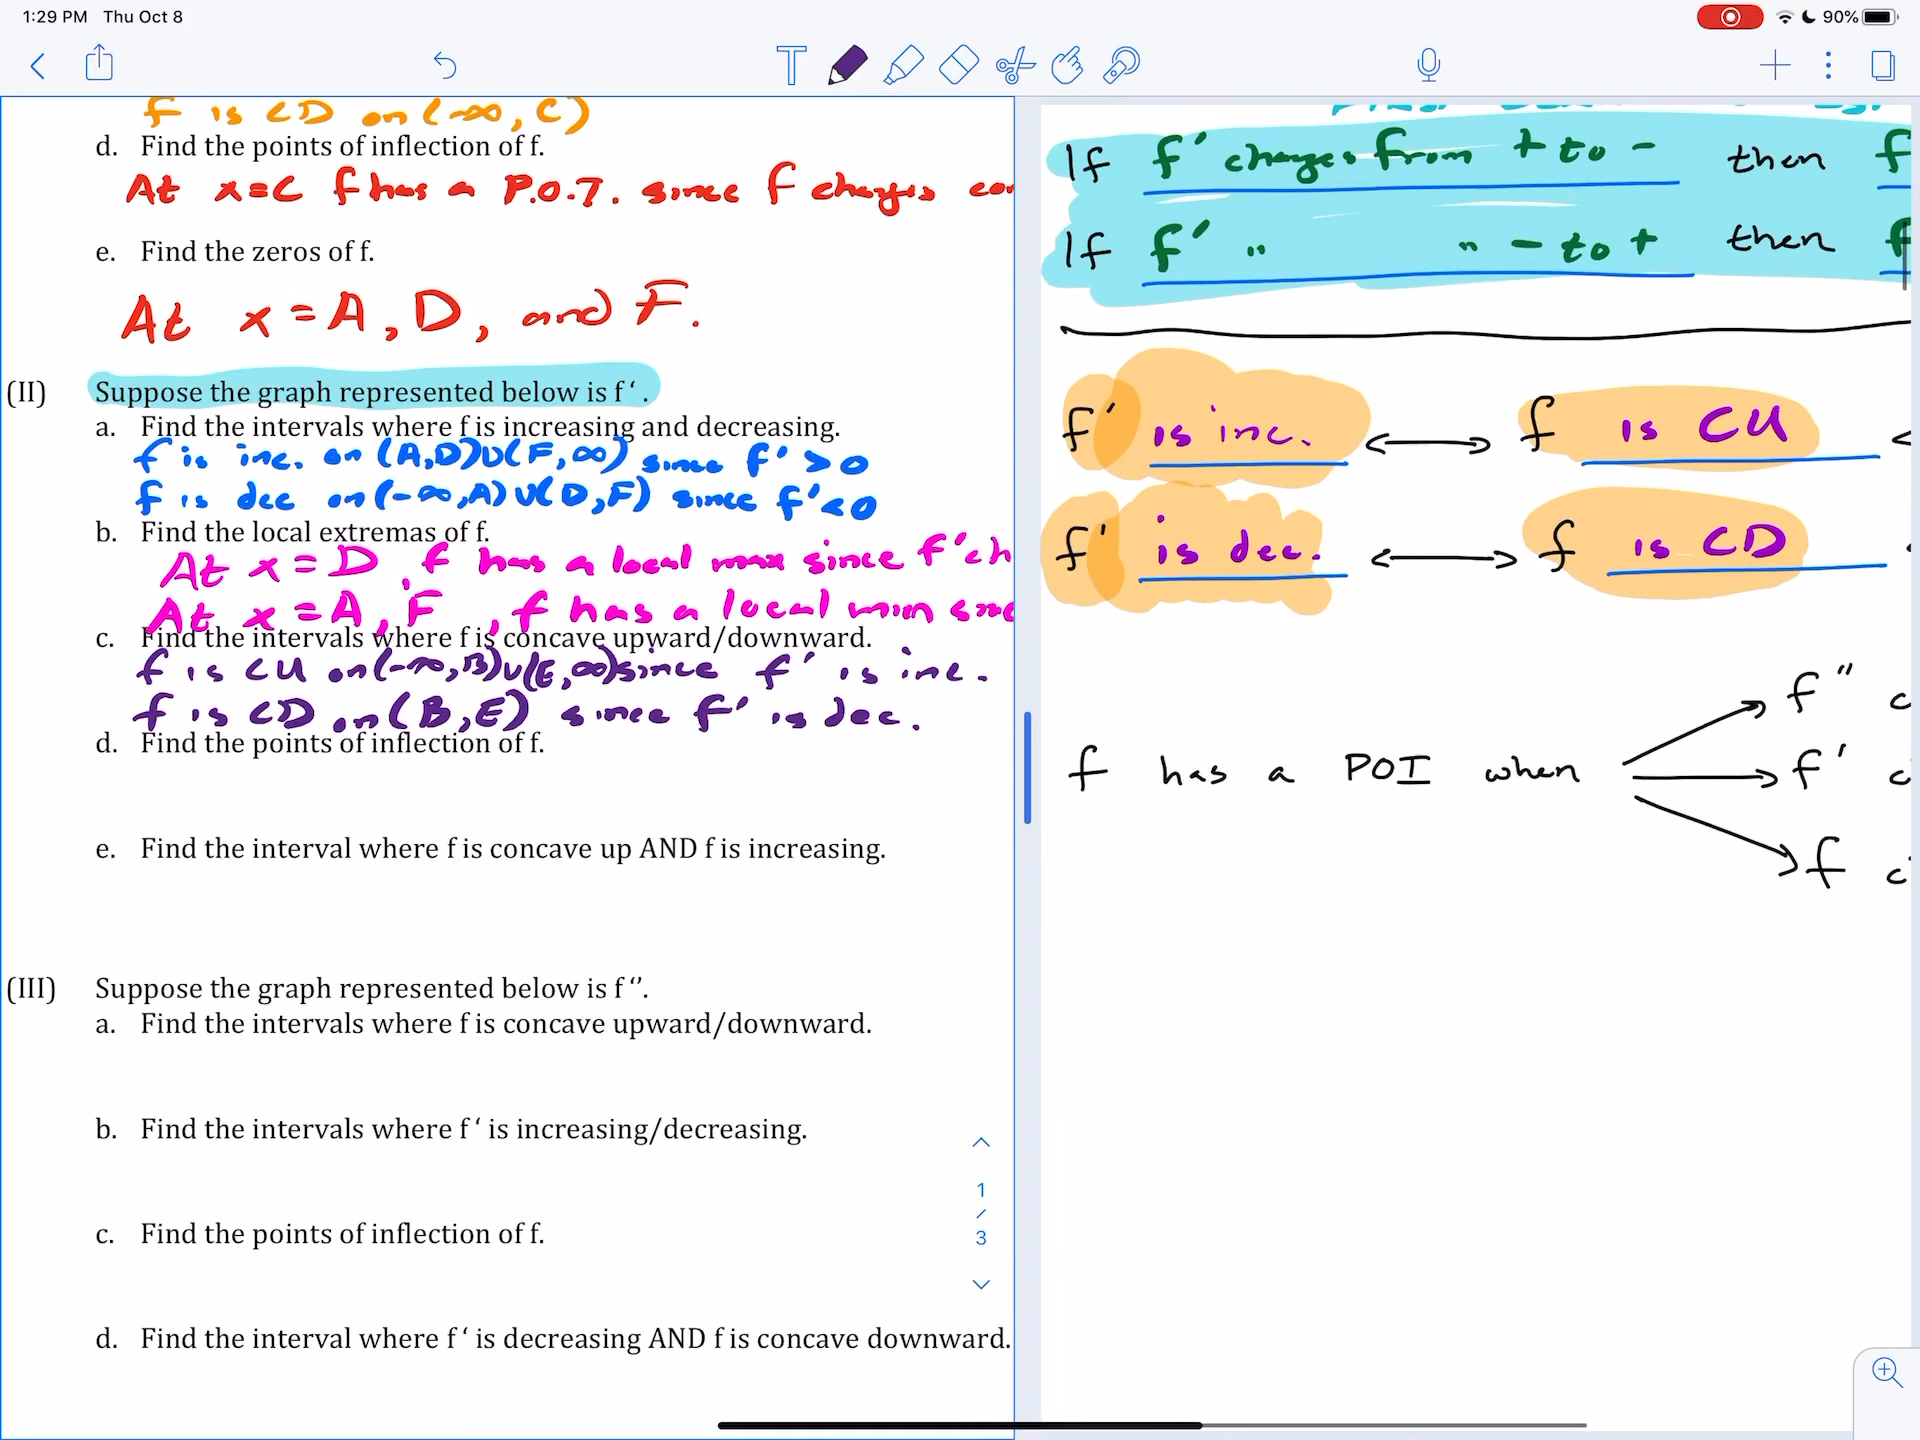 1:29 PM Thu Oct 8
90%
f is CD on (-∞, C)
d. Find the points of inflection of f.
At x=C f has a P.O.I. since f changes
e. Find the zeros of f.
At x = A, D, and F.
(II) Suppose the graph represented below is f ‘.
a. Find the intervals where f is increasing and decreasing.
f is inc. on (A,D)∪(F,∞) since f' > 0
f is dec on (-∞,A)∪(D,F) since f' < 0
b. Find the local extremas of f.
At x = D, f has a local max since f' ch
At x = A, F, f has a local min
c. Find the intervals where f is concave upward/downward.
f is CU on (-∞,B)∪(E,∞) since f' is inc.
f is CD on (B,E) since f' is dec.
d. Find the points of inflection of f.
e. Find the interval where f is concave up AND f is increasing.
(III) Suppose the graph represented below is f ‘’.
a. Find the intervals where f is concave upward/downward.
b. Find the intervals where f ‘ is increasing/decreasing.
c. Find the points of inflection of f.
d. Find the interval where f ‘ is decreasing AND f is concave downward.
1
/
3
If f' changes from + to - then f
If f' " " - to + then f
f' is inc. ⟷ f is CU
f' is dec. ⟷ f is CD
f"
f has a POI when f'
f